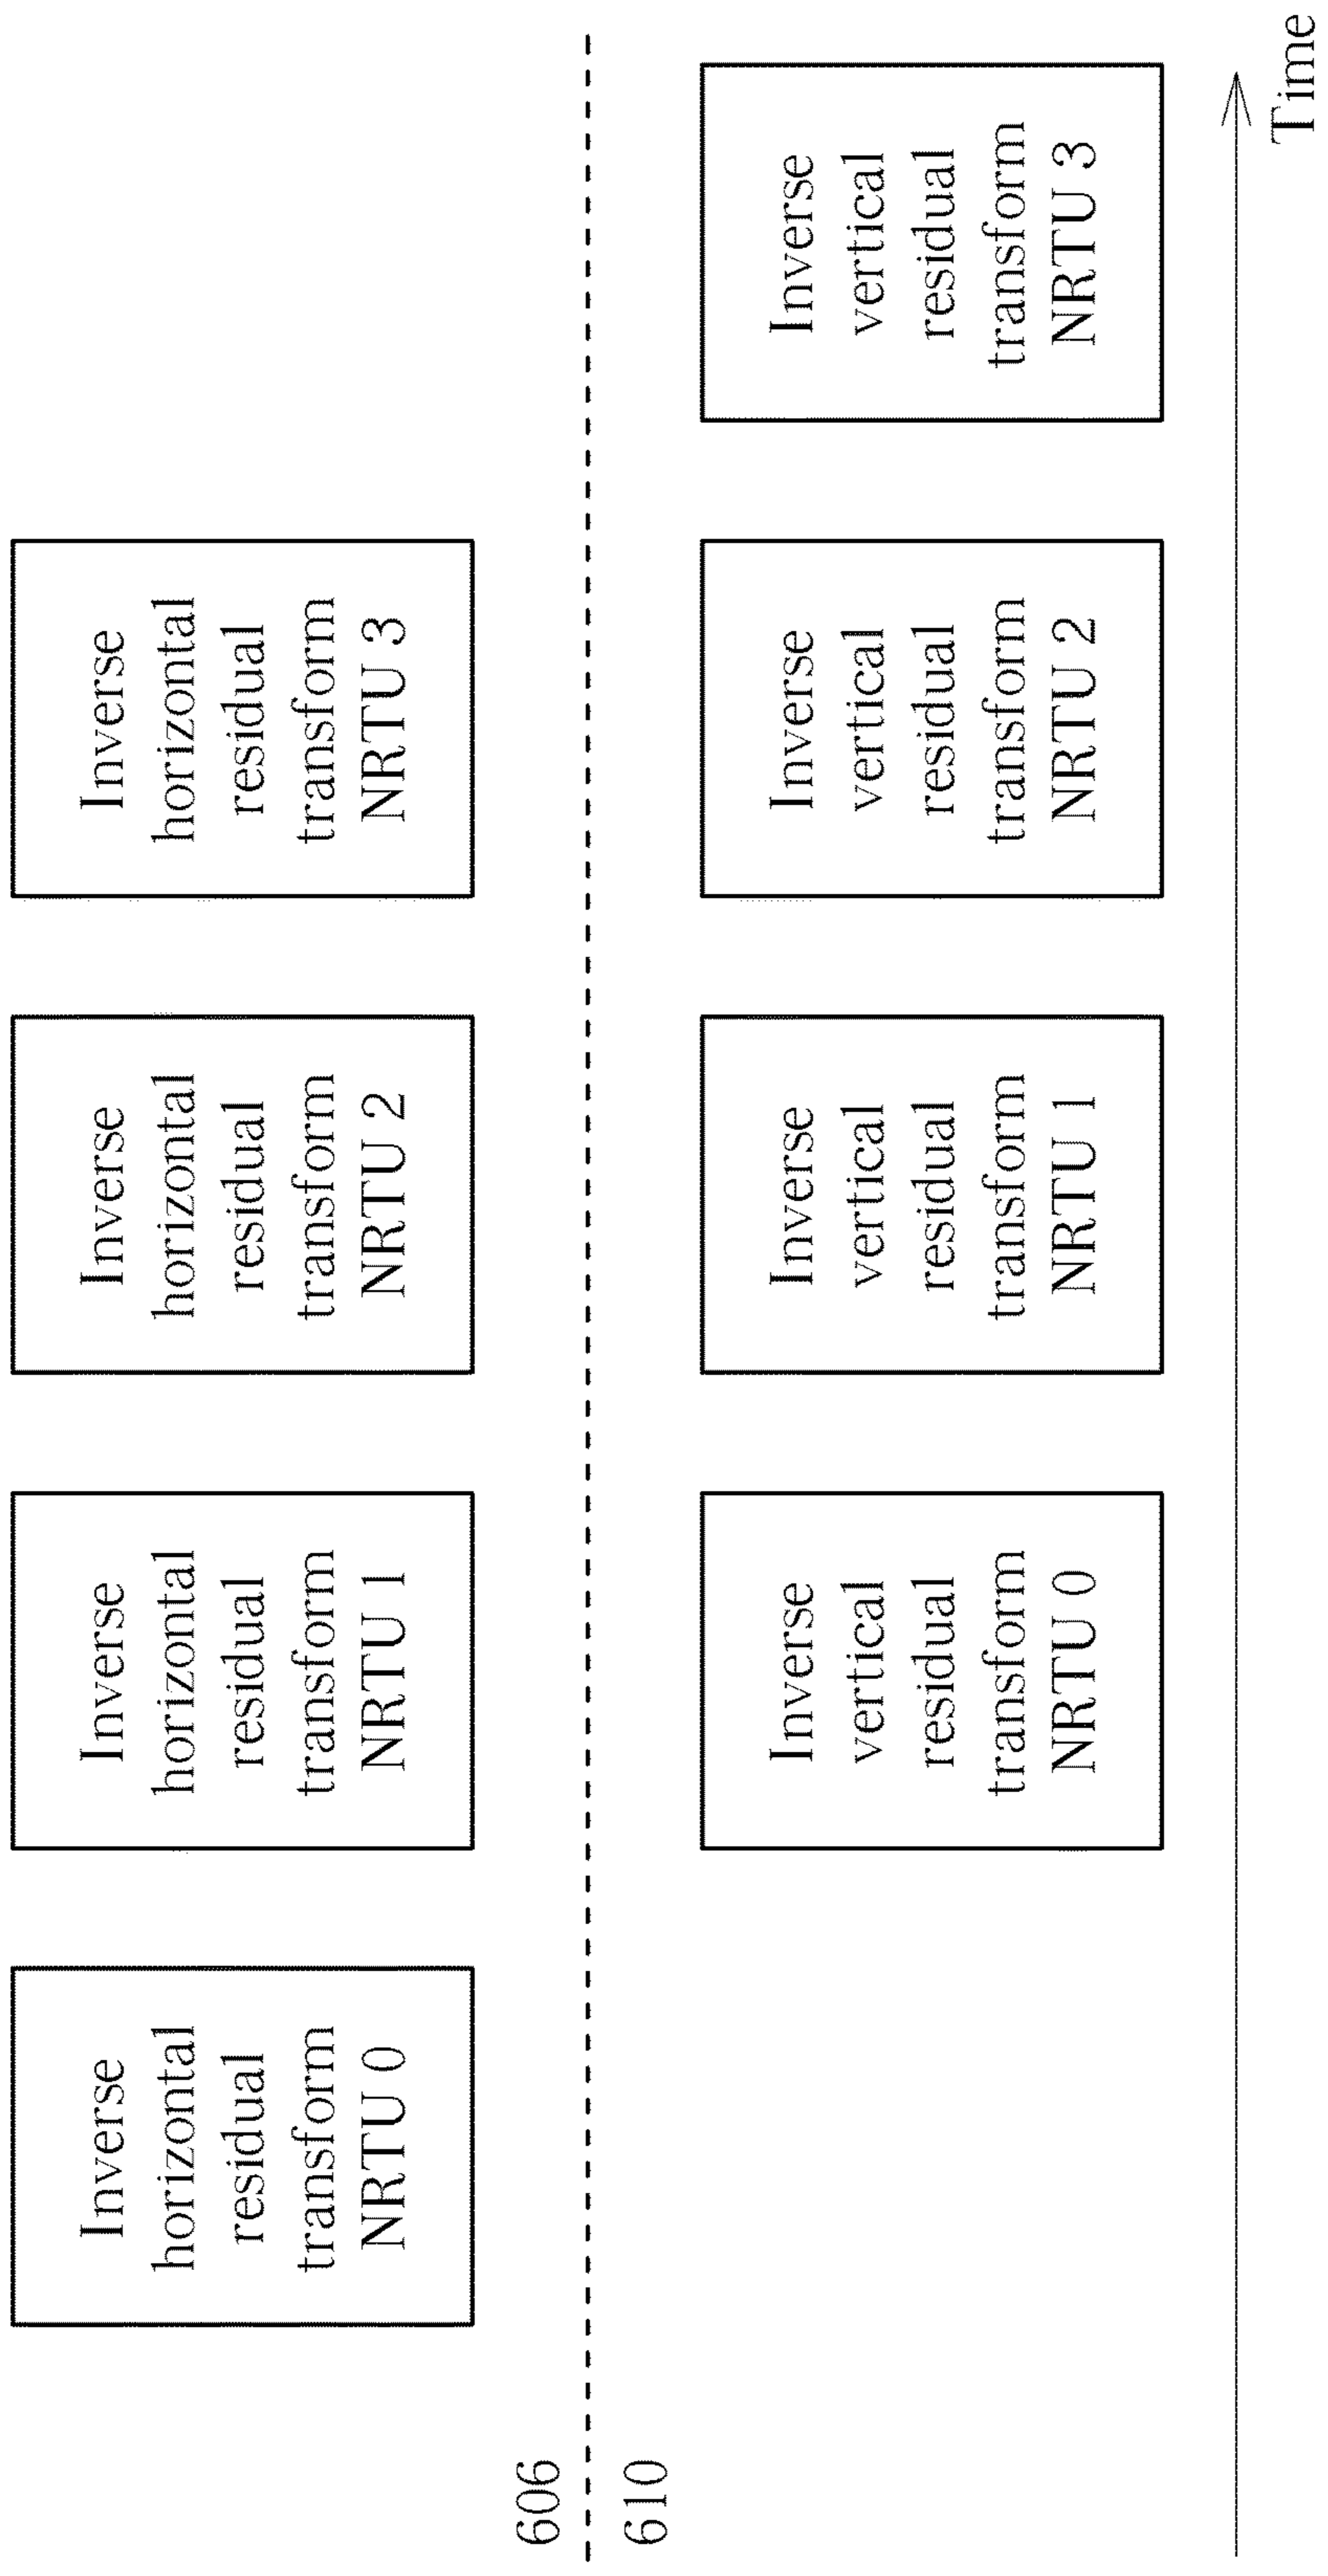 Inverse
horizontal
residual
transform
NRTU 0
Inverse
horizontal
residual
transform
NRTU 1
Inverse
horizontal
residual
transform
NRTU 2
Inverse
horizontal
residual
transform
NRTU 3
606
610
Inverse
vertical
residual
transform
NRTU 0
Inverse
vertical
residual
transform
NRTU 1
Inverse
vertical
residual
transform
NRTU 2
Inverse
vertical
residual
transform
NRTU 3
Time